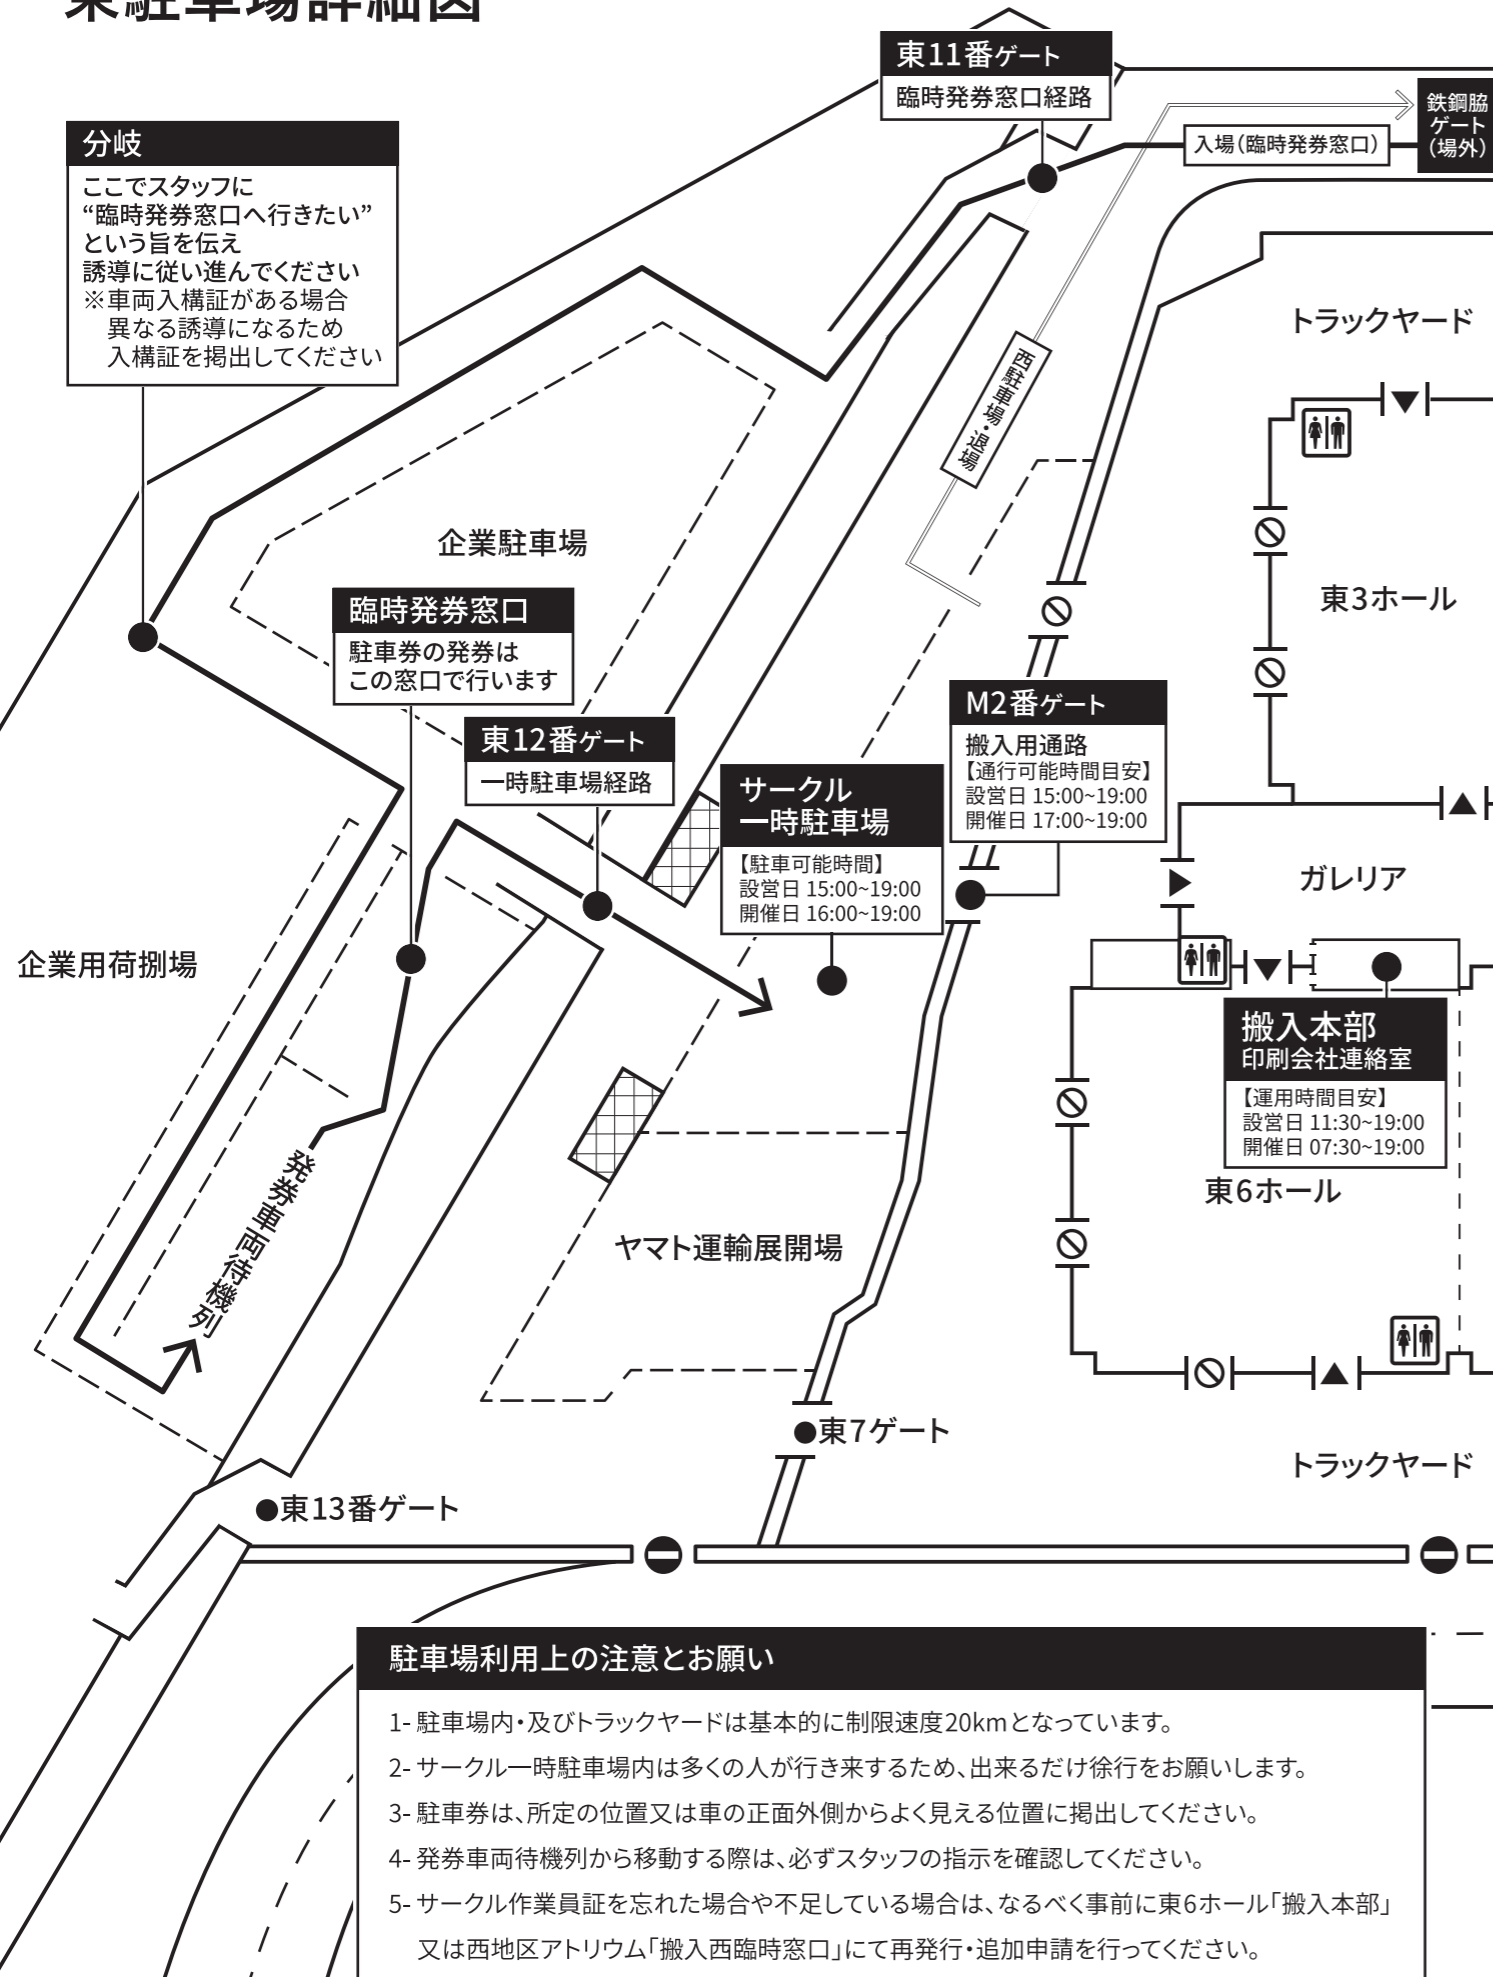 東駐車場詳細図
東11番ゲート
臨時発券窓口経路
鉄鋼脇
ゲート
（場外）
入場（臨時発券窓口）
分岐
ここでスタッフに
“臨時発券窓口へ行きたい”
という旨を伝え
誘導に従い進んでください
※車両入構証がある場合
異なる誘導になるため
入構証を掲出してください
トラックヤード
西駐車場・退場
企業駐車場
東3ホール
臨時発券窓口
駐車券の発券は
この窓口で行います
M2番ゲート
搬入用通路
【通行可能時間目安】
設営日 15:00~19:00
開催日 17:00~19:00
東12番ゲート
一時駐車場経路
サークル
一時駐車場
【駐車可能時間】
設営日 15:00~19:00
開催日 16:00~19:00
ガレリア
企業用荷捌場
搬入本部
印刷会社連絡室
【運用時間目安】
設営日 11:30~19:00
開催日 07:30~19:00
東6ホール
発券車両待機列
ヤマト運輸展開場
●東7ゲート
トラックヤード
●東13番ゲート
駐車場利用上の注意とお願い
1- 駐車場内・及びトラックヤードは基本的に制限速度20kmとなっています。
2- サークル一時駐車場内は多くの人が行き来するため、出来るだけ徐行をお願いします。
3- 駐車券は、所定の位置又は車の正面外側からよく見える位置に掲出してください。
4- 発券車両待機列から移動する際は、必ずスタッフの指示を確認してください。
5- サークル作業員証を忘れた場合や不足している場合は、なるべく事前に東6ホール「搬入本部」
又は西地区アトリウム「搬入西臨時窓口」にて再発行・追加申請を行ってください。